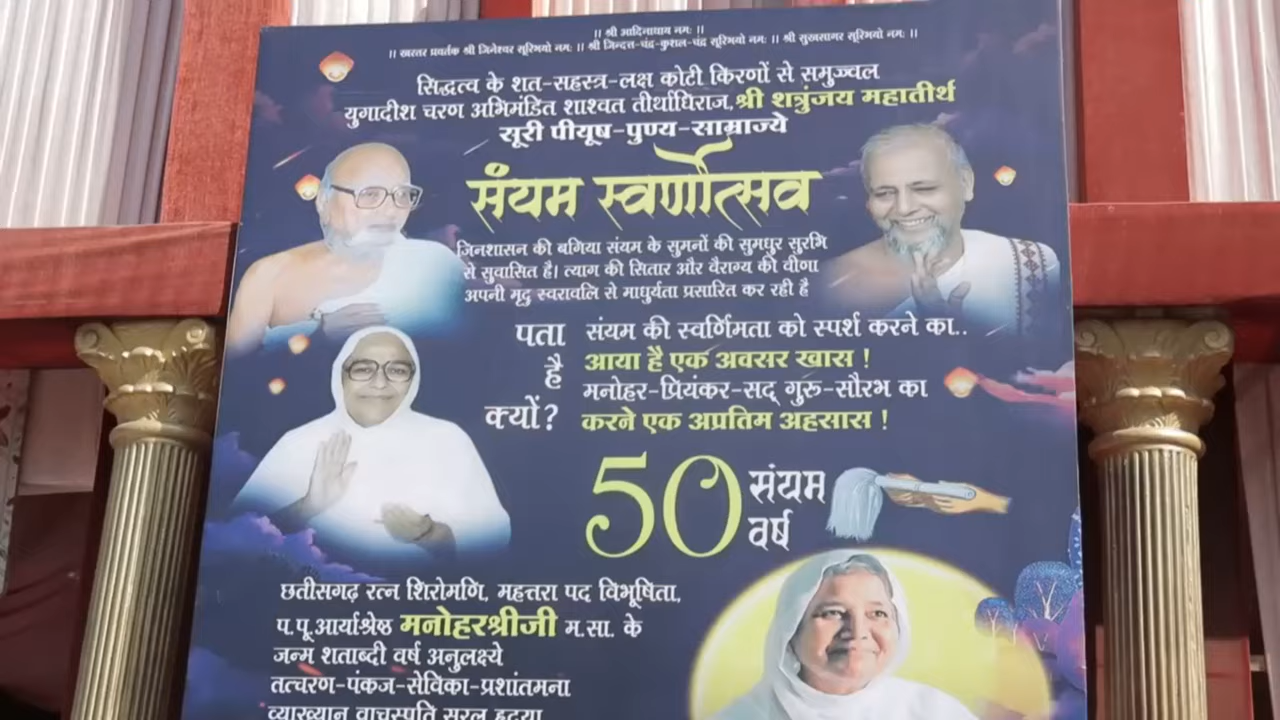 || श्री आदिनाथाय नमः ||
|| खरतर प्रवर्तक श्री जिनेश्वर सूरिभ्यो नमः || श्री जिनदत्त-चंद्र-कुशल-चंद्र सूरिभ्यो नमः || श्री सुखसागर सूरिभ्यो नमः ||
सिद्धत्व के शत-सहस्त्र-लक्ष कोटी किरणों से समुज्वल
युगादीश चरण अभिमंडित शाश्वत तीर्थाधिराज, श्री शत्रुंजय महातीर्थ
सूरी पीयूष-पुण्य-साम्राज्ये
संयम स्वर्णोत्सव
जिनशासन की बगिया संयम के सुमनों की सुमधुर सुरभि
से सुवासित है। त्याग की सितार और वैराग्य की वीणा
अपनी मृदु स्वरावलि से माधुर्यता प्रसारित कर रही है
पता
है
क्यों?
संयम की स्वर्णिमता को स्पर्श करने का..
आया है एक अवसर खास !
मनोहर-प्रियंकर-सद् गुरु-सौरभ का
करने एक अप्रतिम अहसास !
50 संयम
वर्ष
छतीसगढ़ रत्न शिरोमणि, महत्तरा पद विभूषिता,
प.पू.आर्याश्रेष्ठ मनोहरश्रीजी म.सा. के
जन्म शताब्दी वर्ष अनुलक्ष्ये
तत्चरण-पंकज-सेविका-प्रशांतमना
व्याख्यान वाचस्पति सरल हृदया